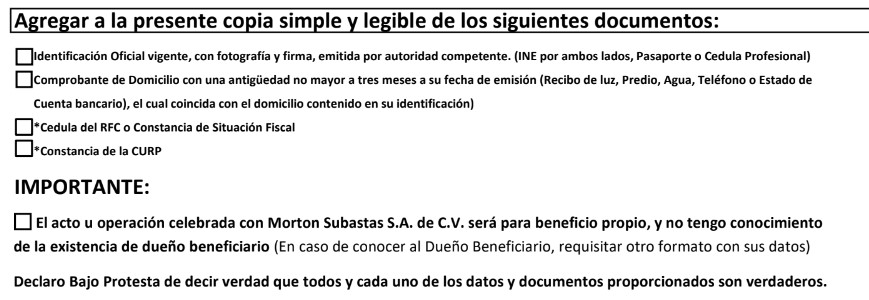 Agregar a la presente copia simple y legible de los siguientes documentos:
Identificación Oficial vigente, con fotografía y firma, emitida por autoridad competente. (INE por ambos lados, Pasaporte o Cedula Profesional)
Comprobante de Domicilio con una antigüedad no mayor a tres meses a su fecha de emisión (Recibo de luz, Predio, Agua, Teléfono o Estado de
Cuenta bancario), el cual coincida con el domicilio contenido en su identificación)
*Cedula del RFC o Constancia de Situación Fiscal
*Constancia de la CURP
IMPORTANTE:
El acto u operación celebrada con Morton Subastas S.A. de C.V. será para beneficio propio, y no tengo conocimiento
de la existencia de dueño beneficiario (En caso de conocer al Dueño Beneficiario, requisitar otro formato con sus datos)
Declaro Bajo Protesta de decir verdad que todos y cada uno de los datos y documentos proporcionados son verdaderos.